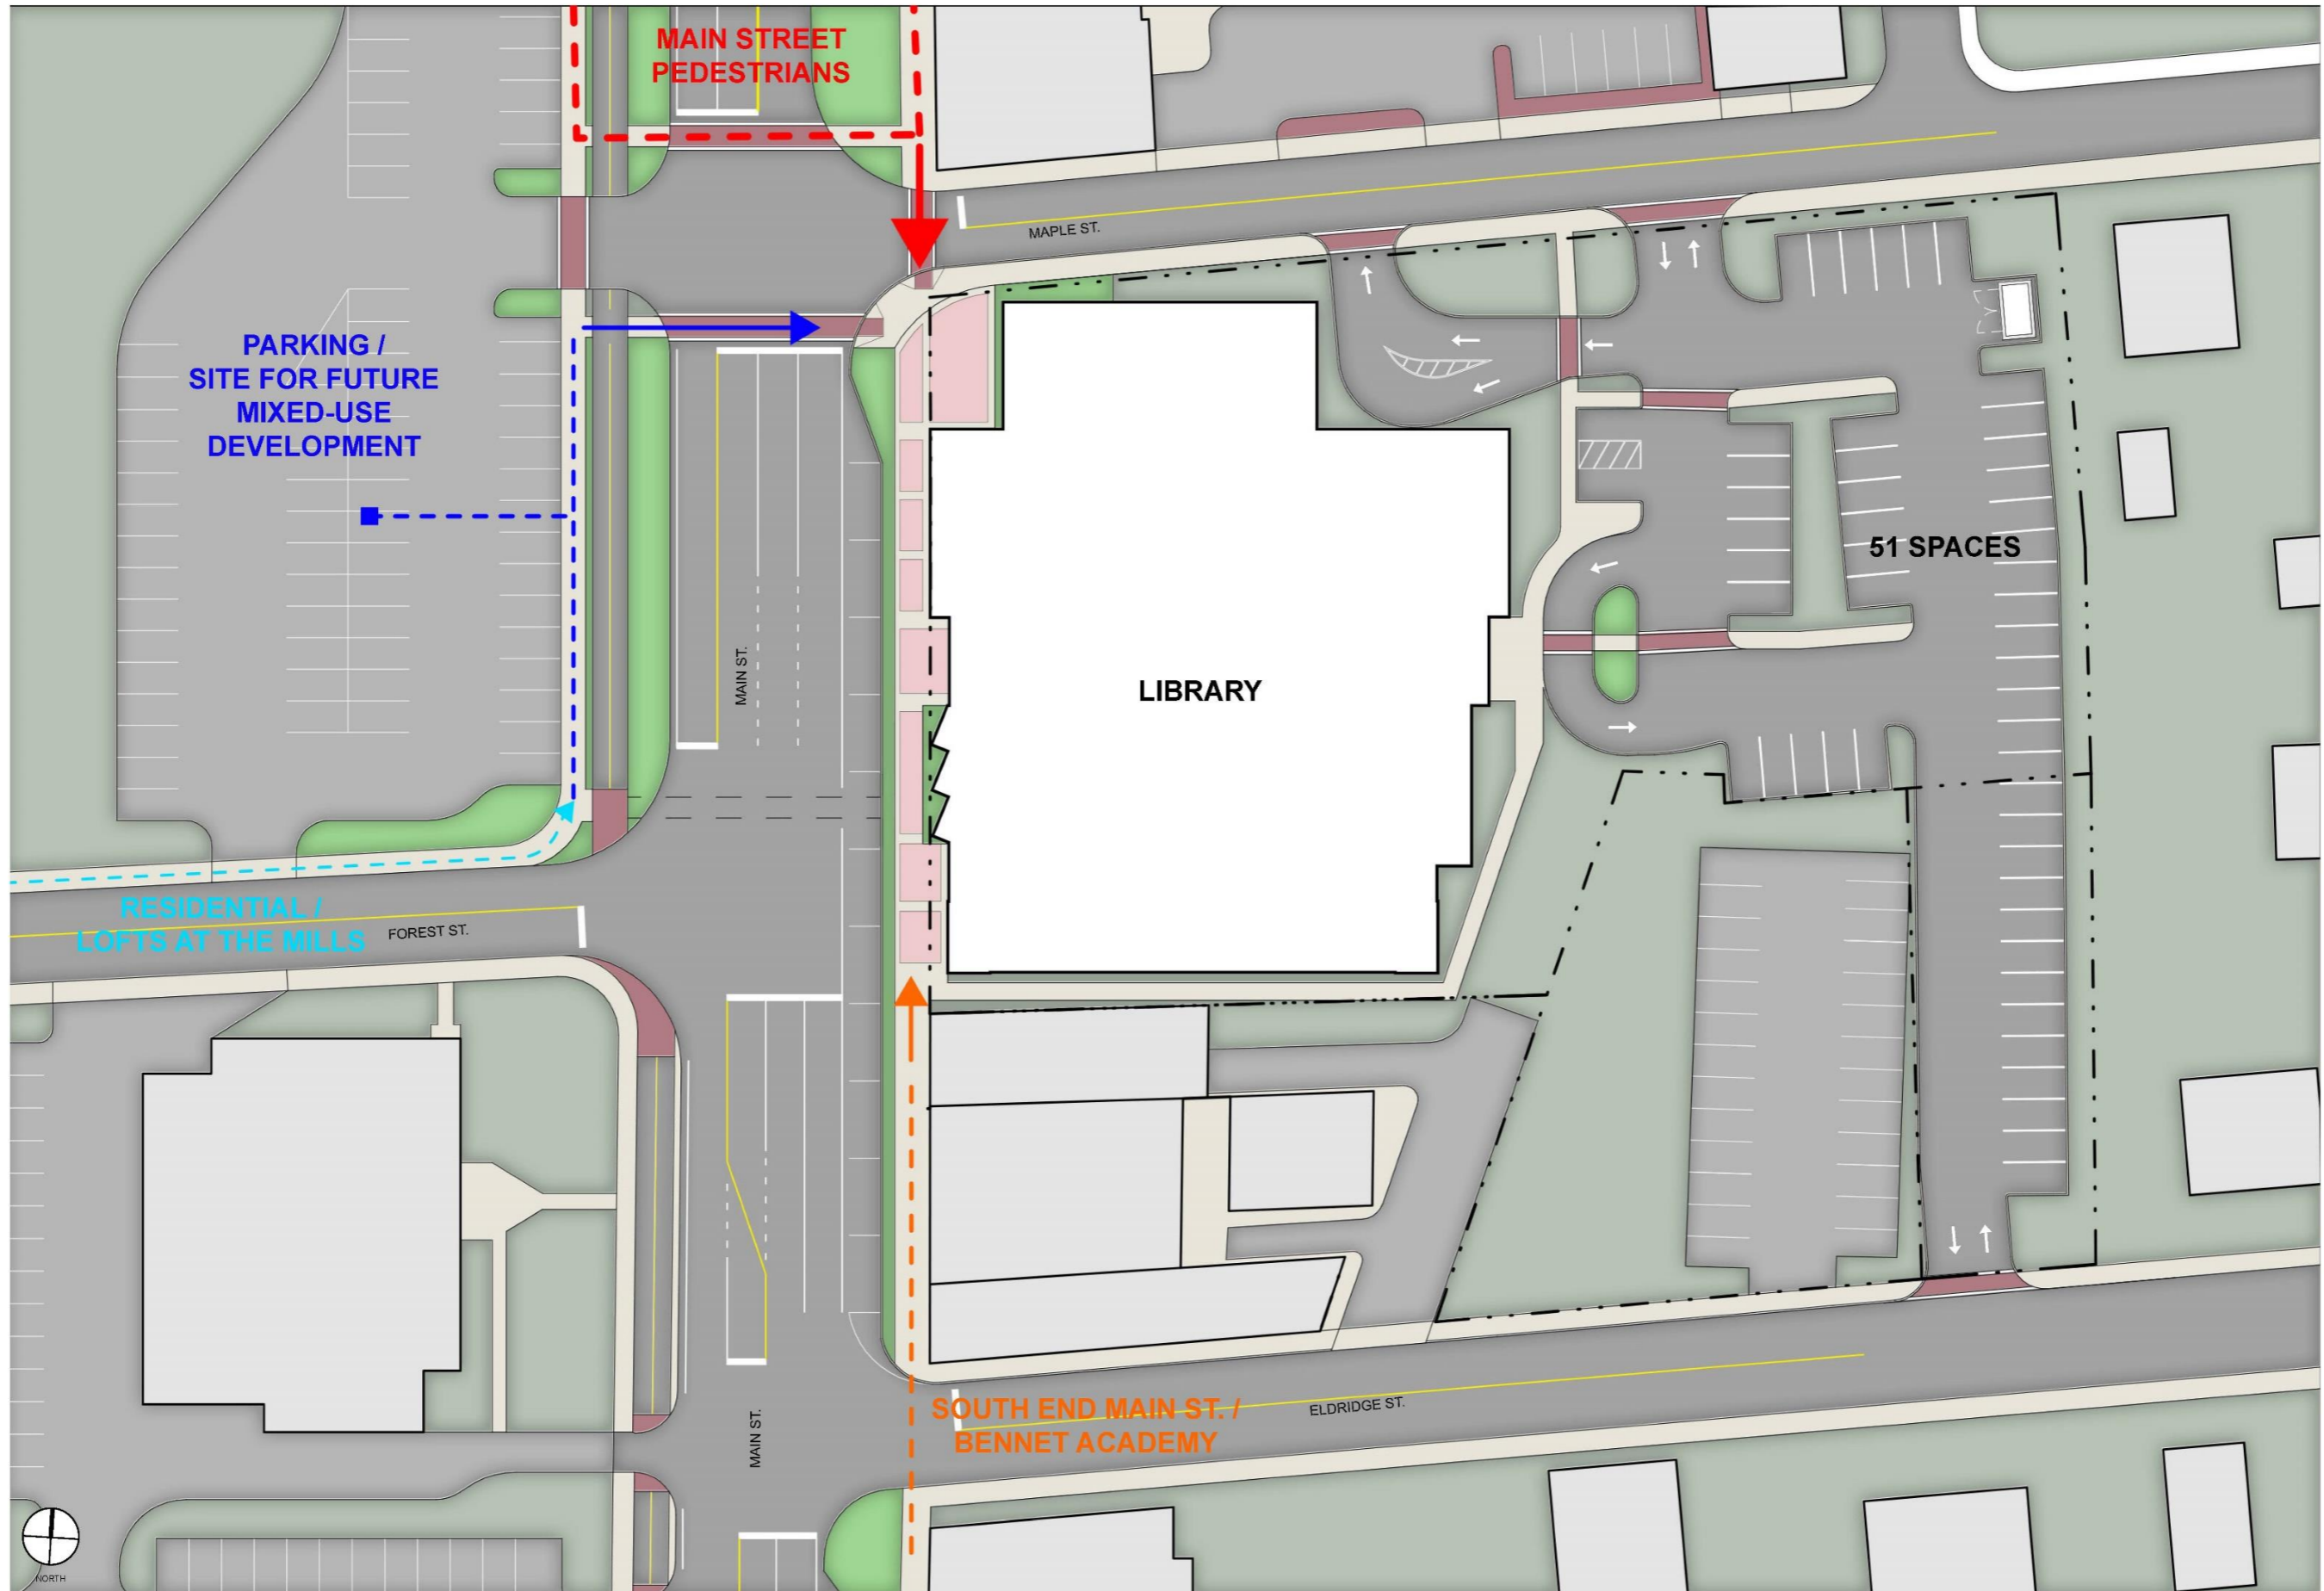 MAIN STREET
PEDESTRIANS
MAPLE ST.
PARKING /
SITE FOR FUTURE
MIXED-USE
DEVELOPMENT
51 SPACES
MAIN ST.
LIBRARY
RESIDENTIAL /
LOFTS AT THE MILLS
FOREST ST.
SOUTH END MAIN ST. /
BENNET ACADEMY
ELDRIDGE ST.
MAIN ST.
NORTH